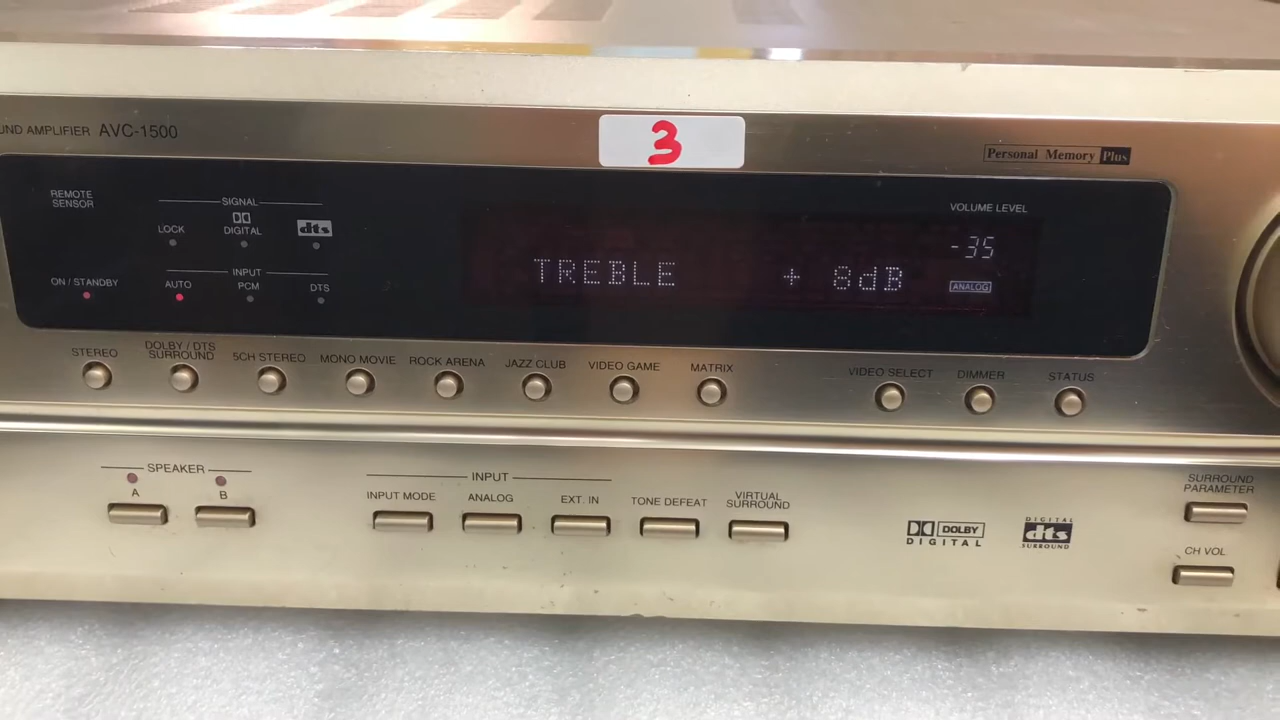 UND AMPLIFIER AVC-1500
3
Personal Memory Plus
REMOTE
SENSOR
SIGNAL
LOCK
DIGITAL
dts
ON / STANDBY
INPUT
AUTO
PCM
DTS
TREBLE + 8dB
VOLUME LEVEL
-35
ANALOG
STEREO
DOLBY / DTS
SURROUND
5CH STEREO
MONO MOVIE
ROCK ARENA
JAZZ CLUB
VIDEO GAME
MATRIX
VIDEO SELECT
DIMMER
STATUS
SPEAKER
A
B
INPUT
INPUT MODE
ANALOG
EXT. IN
TONE DEFEAT
VIRTUAL
SURROUND
DOLBY
DIGITAL
DIGITAL
dts
SURROUND
SURROUND
PARAMETER
CH VOL